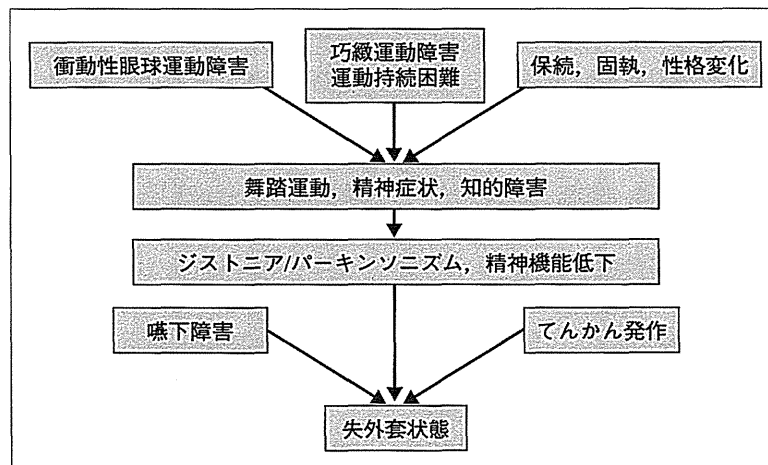 衝動性眼球運動障害
巧緻運動障害
運動持続困難
保続，固執，性格変化
舞踏運動，精神症状，知的障害
ジストニア/パーキンソニズム，精神機能低下
嚥下障害
てんかん発作
失外套状態